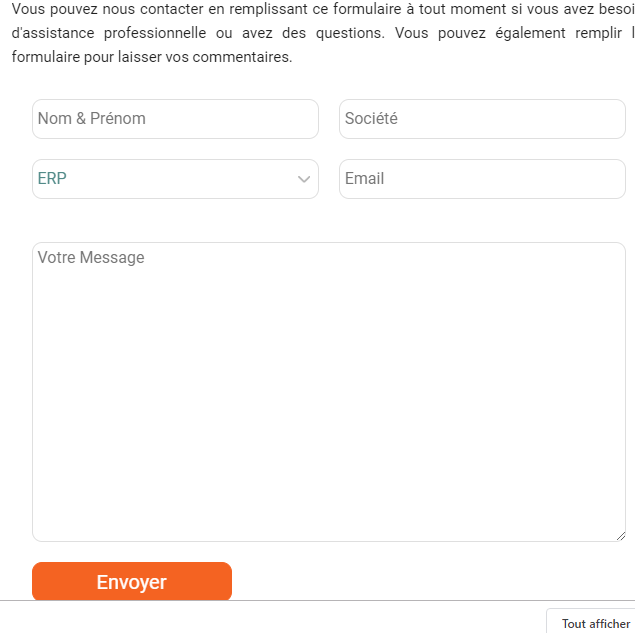 Vous pouvez nous contacter en remplissant ce formulaire à tout moment si vous avez besoi
d'assistance professionnelle ou avez des questions. Vous pouvez également remplir l
formulaire pour laisser vos commentaires.
Nom & Prénom
Société
ERP
Email
Votre Message
Envoyer
Tout afficher